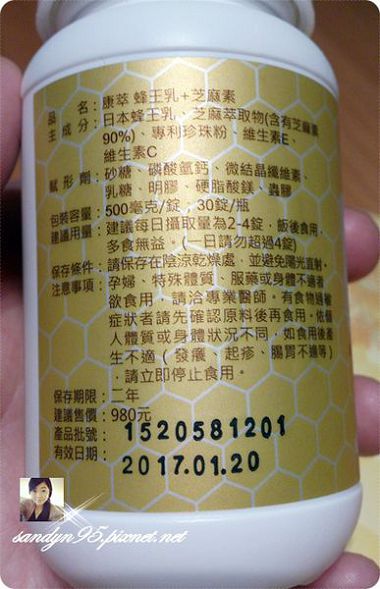 品　名：康萃 蜂王乳+芝麻素
主 成 分：日本蜂王乳、芝麻萃取物(含有芝麻素
90%)、專利珍珠粉、維生素E、
維生素C
賦 形 劑：砂糖、磷酸氫鈣、微結晶纖維素、
乳糖、明膠、硬脂酸鎂、蟲膠
包裝容量：500毫克/錠，30錠/瓶
建議用量：建議每日攝取量為2-4錠，飯後食用，
多食無益。(一日請勿超過4錠)
保存條件：請保存在陰涼乾燥處，並避免陽光直射。
注意事項：孕婦、特殊體質、服藥或身體不適者
欲食用，請洽專業醫師。有食物過敏
症狀者請先確認原料後再食用。依個
人體質或身體狀況不同，如食用後產
生不適（發癢、起疹、腸胃不適等）
，請立即停止食用。
保存期限：二年
建議售價：980元
產品批號：1520581201
有效日期：2017.01.20
sandyn95.pixnet.net